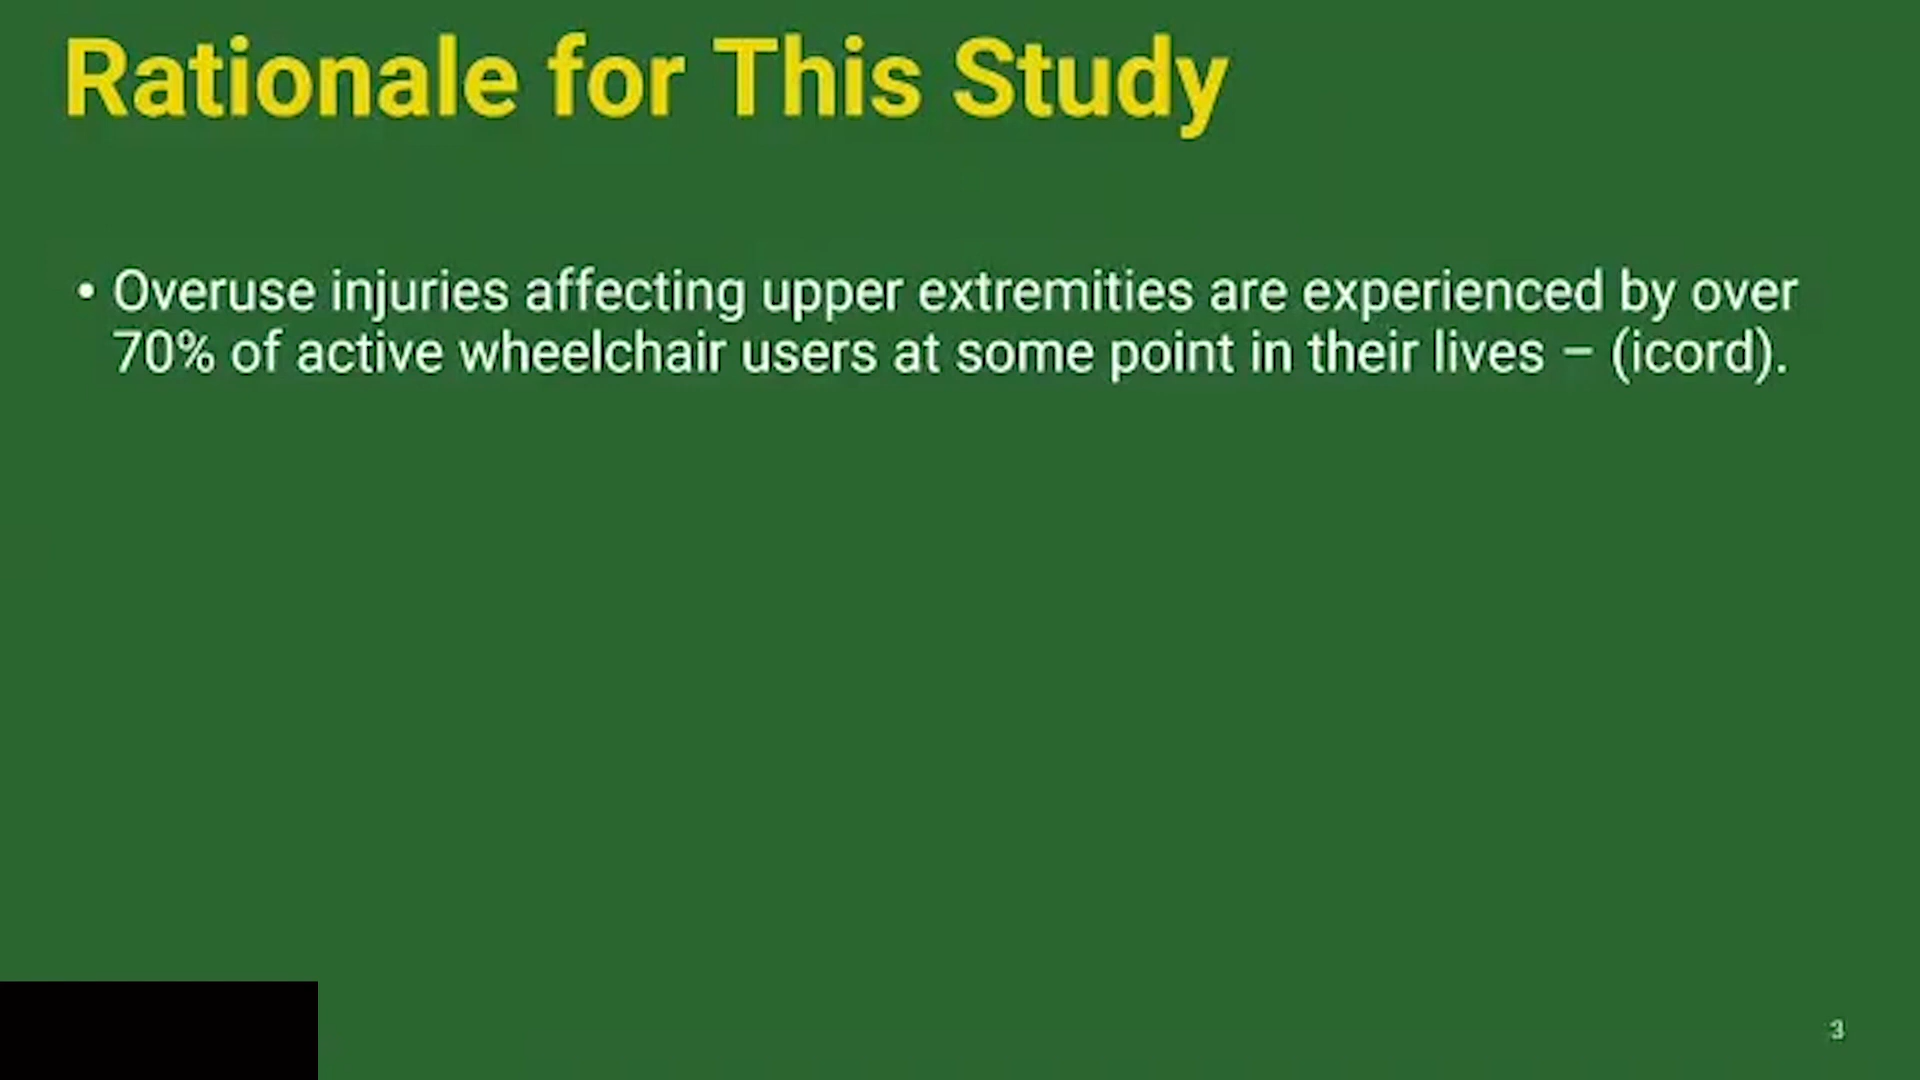 Rationale for This Study
• Overuse injuries affecting upper extremities are experienced by over
70% of active wheelchair users at some point in their lives – (icord).
3